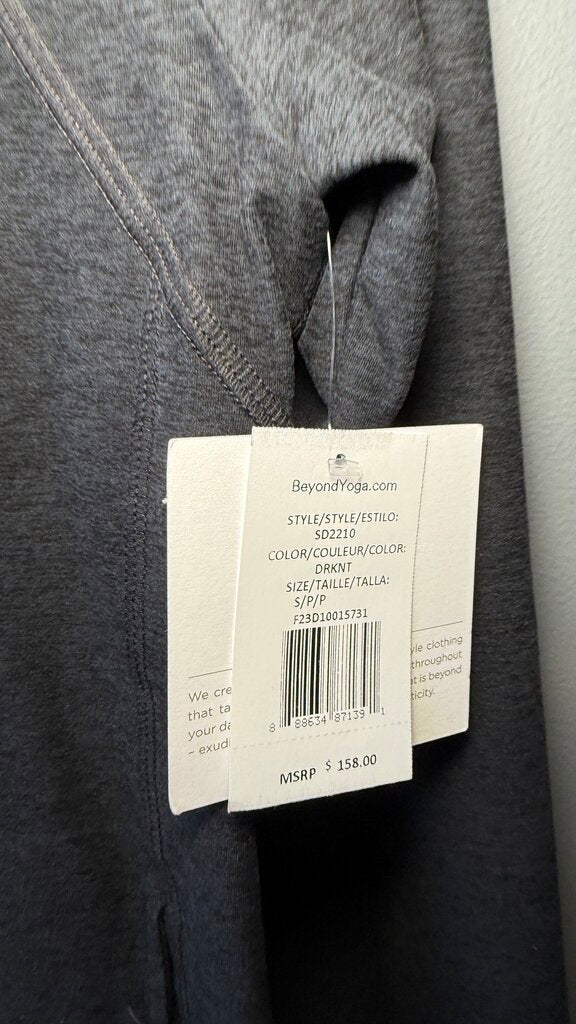 BeyondYoga.com
STYLE/STYLE/ESTILO:
SD2210
COLOR/COULEUR/COLOR:
DRKNT
SIZE/TAILLE/TALLA:
S/P/P
F23D10015731
8 88634 87139 1
MSRP $ 158.00
We cre
that ta
your da
– exudi
yle clothing
throughout
at is beyond
ticity.